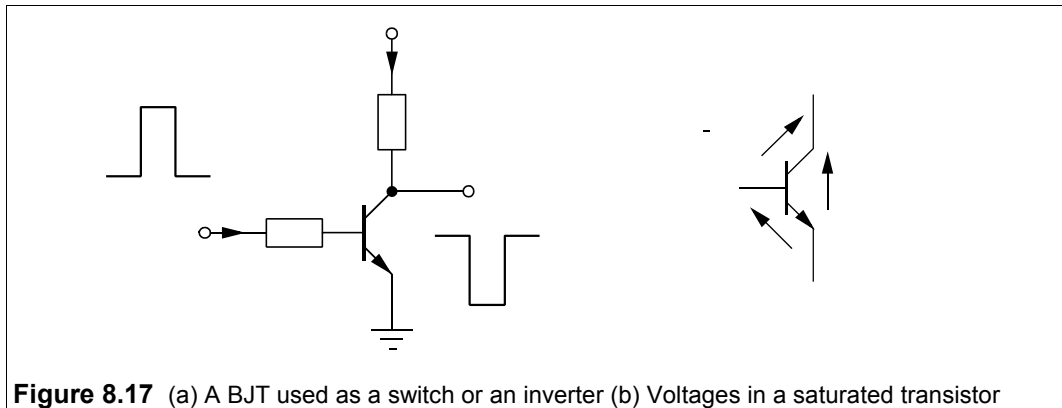 Figure 8.17 (a) A BJT used as a switch or an inverter (b) Voltages in a saturated transistor